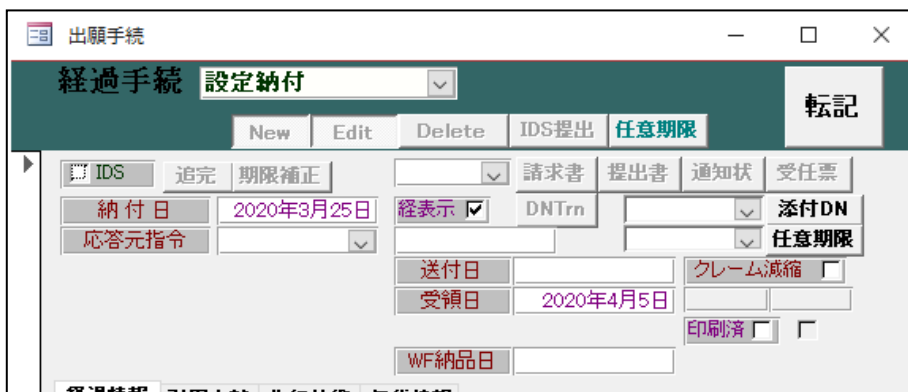 出願手続
経過手続 設定納付
転記
New Edit Delete IDS提出 任意期限
IDS 追完 期限補正 請求書 提出書 通知状 受任票
納付日 2020年3月25日 経表示 DNTrn 添付DN
応答元指令 任意期限
送付日 クレーム減縮
受領日 2020年4月5日
印刷済
WF納品日